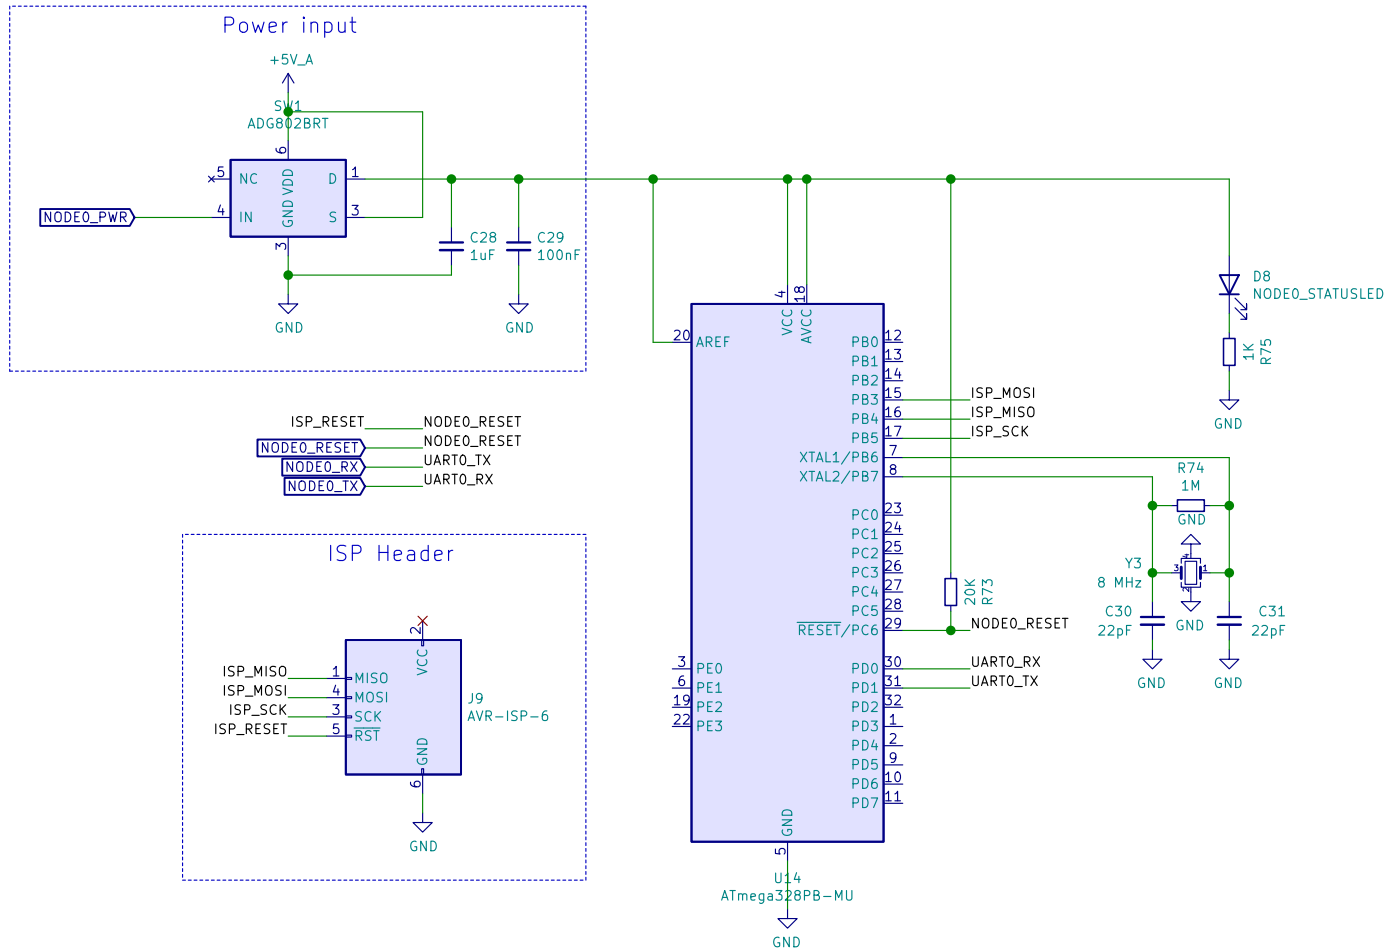 Power input
+5V_A
SW1
ADG802BRT
6
VDD
5
NC
D
1
NODE0_PWR
4
IN
GND
S
3
3
C28
1uF
C29
100nF
GND
GND
ISP_RESET
NODE0_RESET
NODE0_RESET
NODE0_RESET
NODE0_RX
UART0_TX
NODE0_TX
UART0_RX
ISP Header
2
VCC
ISP_MISO
1
MISO
ISP_MOSI
4
MOSI
ISP_SCK
3
SCK
ISP_RESET
5
RST
J9
AVR-ISP-6
GND
6
GND
4
18
VCC
AVCC
20
AREF
PB0
12
PB1
13
PB2
14
PB3
15
ISP_MOSI
PB4
16
ISP_MISO
PB5
17
ISP_SCK
XTAL1/PB6
7
XTAL2/PB7
8
PC0
23
PC1
24
PC2
25
PC3
26
PC4
27
PC5
28
RESET/PC6
29
NODE0_RESET
20K
R73
3
PE0
6
PE1
19
PE2
22
PE3
PD0
30
UART0_RX
PD1
31
UART0_TX
PD2
32
PD3
1
PD4
2
PD5
9
PD6
10
PD7
11
GND
5
U14
ATmega328PB-MU
GND
D8
NODE0_STATUSLED
1K
R75
GND
R74
1M
GND
Y3
8 MHz
4
3
1
2
GND
C30
22pF
C31
22pF
GND
GND